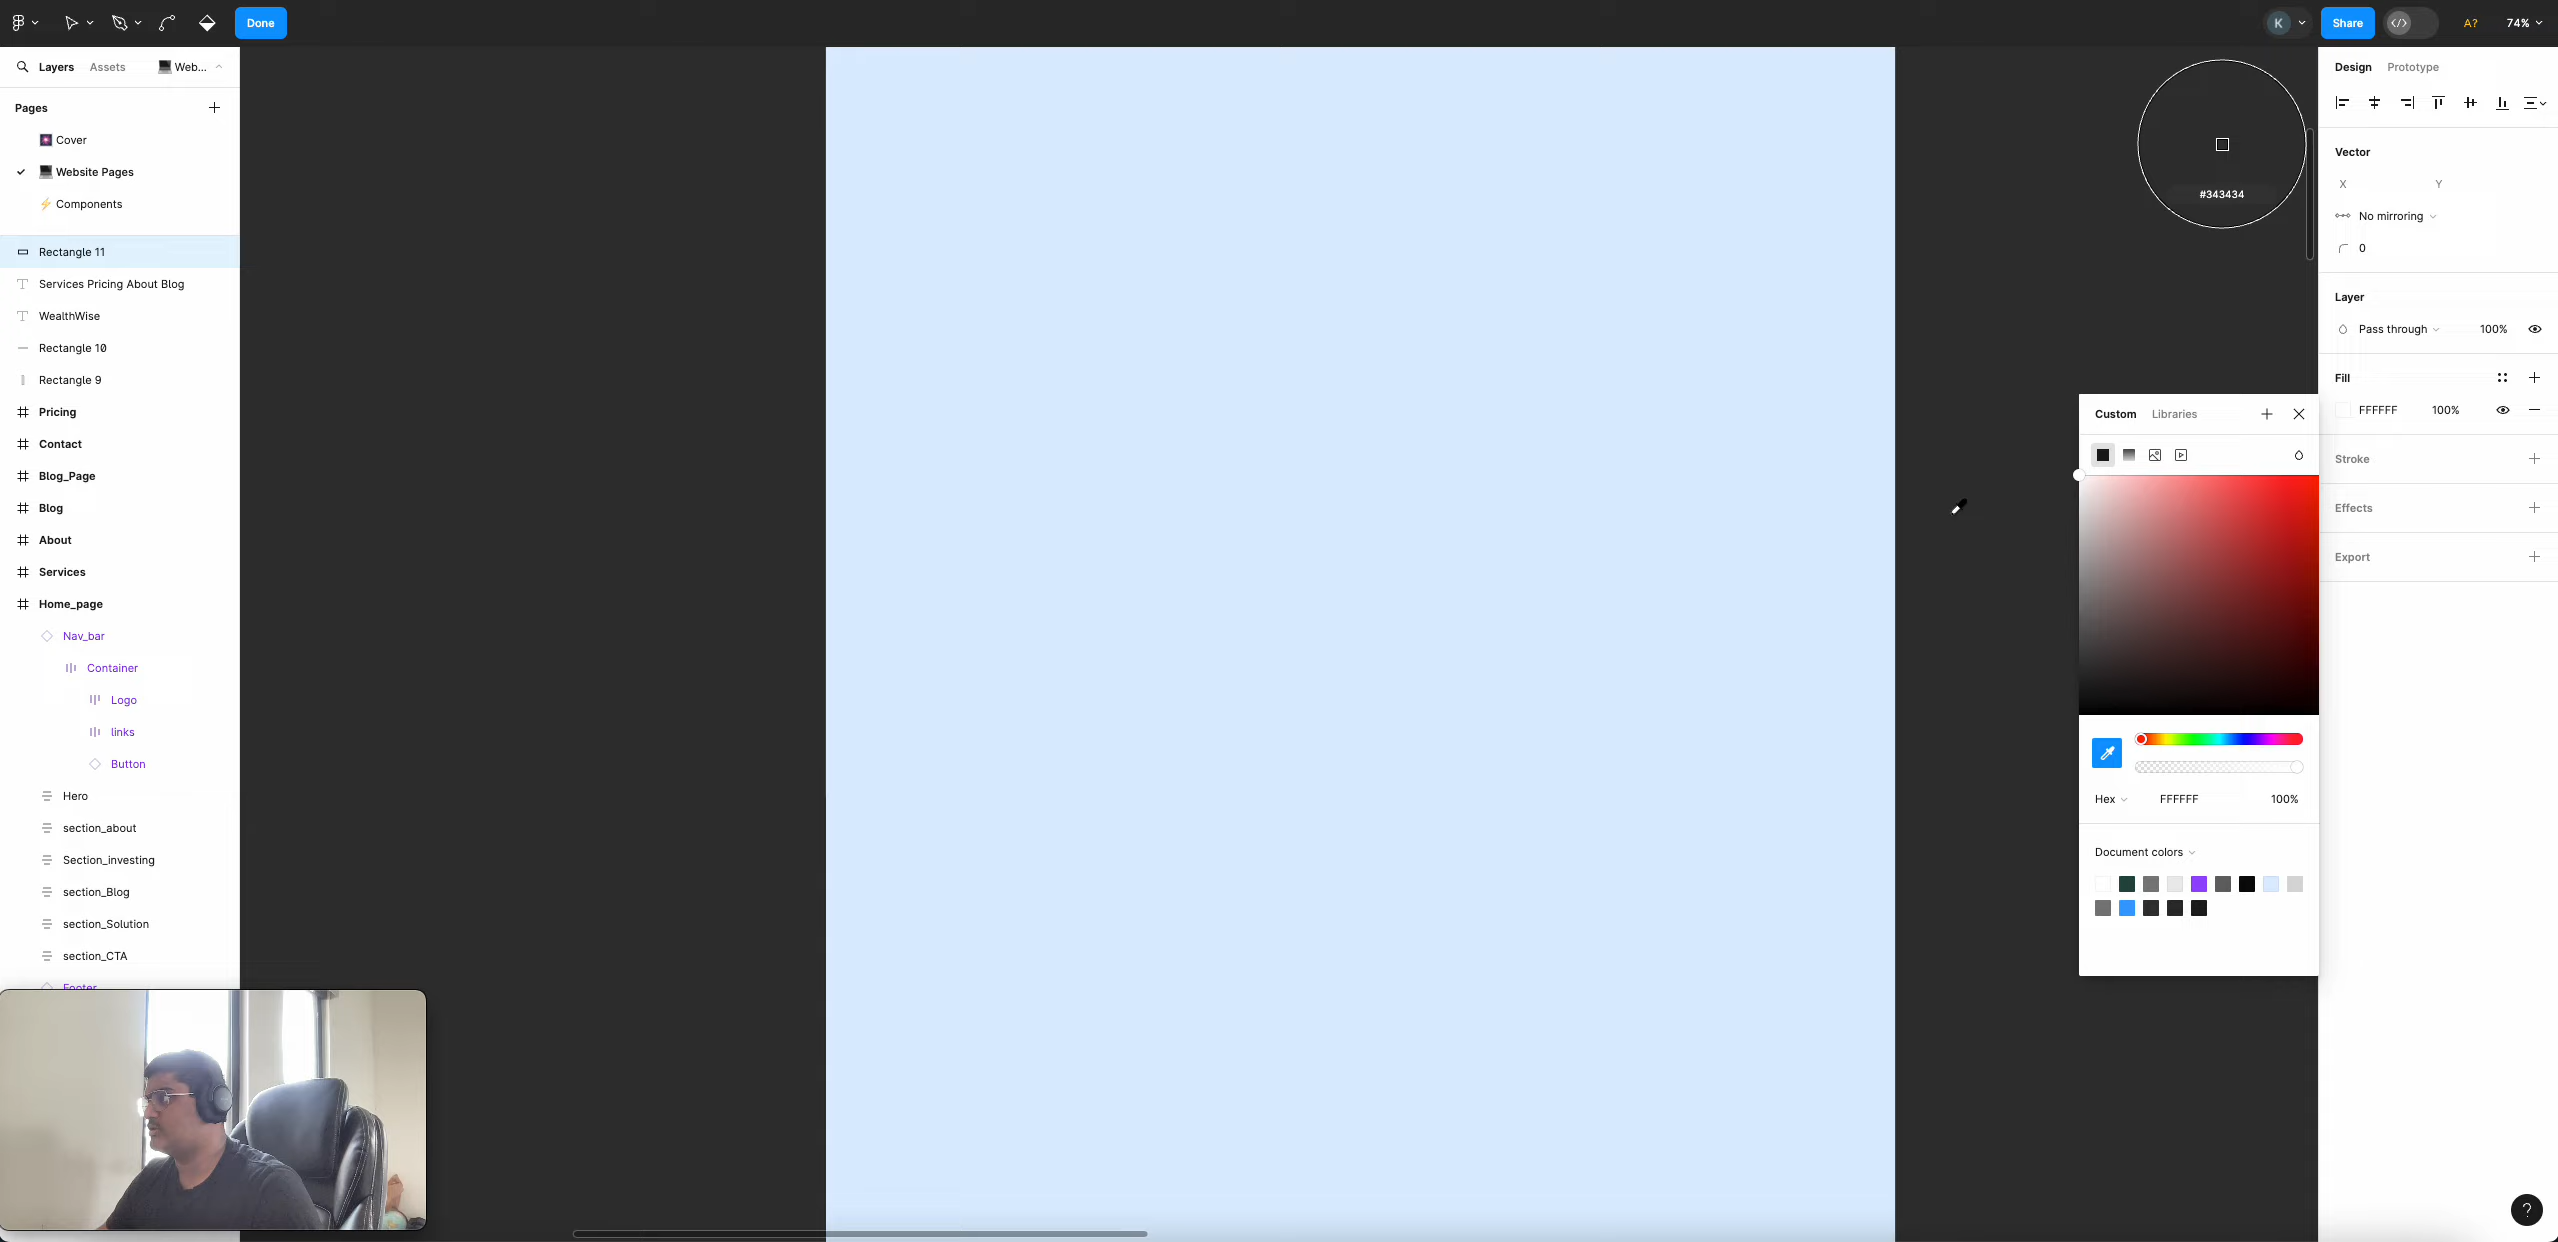 Done
K
Share
A?
74%
Layers
Assets
Web...
Pages
Cover
Website Pages
Components
Rectangle 11
Services Pricing About Blog
WealthWise
Rectangle 10
Rectangle 9
Pricing
Contact
Blog_Page
Blog
About
Services
Home_page
Nav_bar
Container
Logo
links
Button
Hero
section_about
Section_investing
section_Blog
section_Solution
section_CTA
Footer
#343434
Custom
Libraries
Hex
FFFFFF
100%
Document colors
Design
Prototype
Vector
X
Y
No mirroring
0
Layer
Pass through
100%
Fill
FFFFFF
100%
Stroke
Effects
Export
?